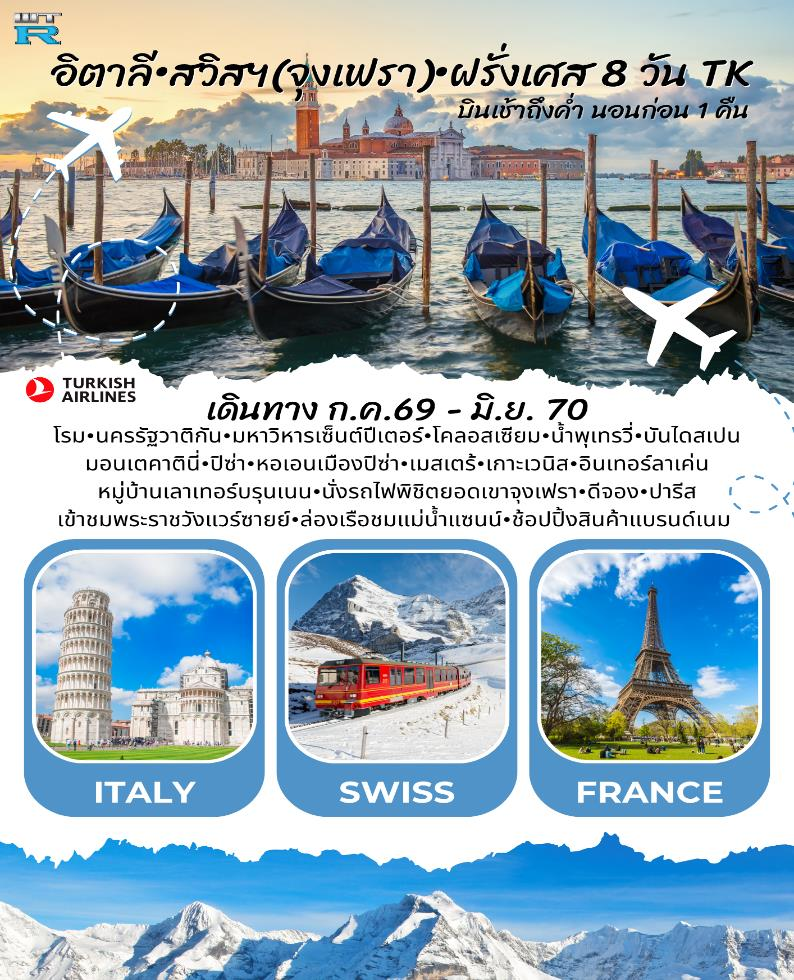 TR
อิตาลี•สวิสฯ(จุงเฟรา)•ฝรั่งเศส 8 วัน TK
บินเช้าถึงค่ำ นอนก่อน 1 คืน
TURKISH
AIRLINES
เดินทาง ก.ค.69 - มิ.ย. 70
โรม•นครรัฐวาติกัน•มหาวิหารเซ็นต์ปีเตอร์•โคลอสเซียม•น้ำพุเทรวี่•บันไดสเปน
มอนเตคาตินี่•ปิซ่า•หอเอนเมืองปิซ่า•เมสเตร้•เกาะเวนิส•อินเทอร์ลาเค่น
หมู่บ้านเลาเทอร์บรุนเนน•นั่งรถไฟพิชิตยอดเขาจุงเฟรา•ดีจอง•ปารีส
เข้าชมพระราชวังแวร์ซายย์•ล่องเรือชมแม่น้ำแซนน์•ช้อปปิ้งสินค้าแบรนด์เนม
ITALY
SWISS
FRANCE